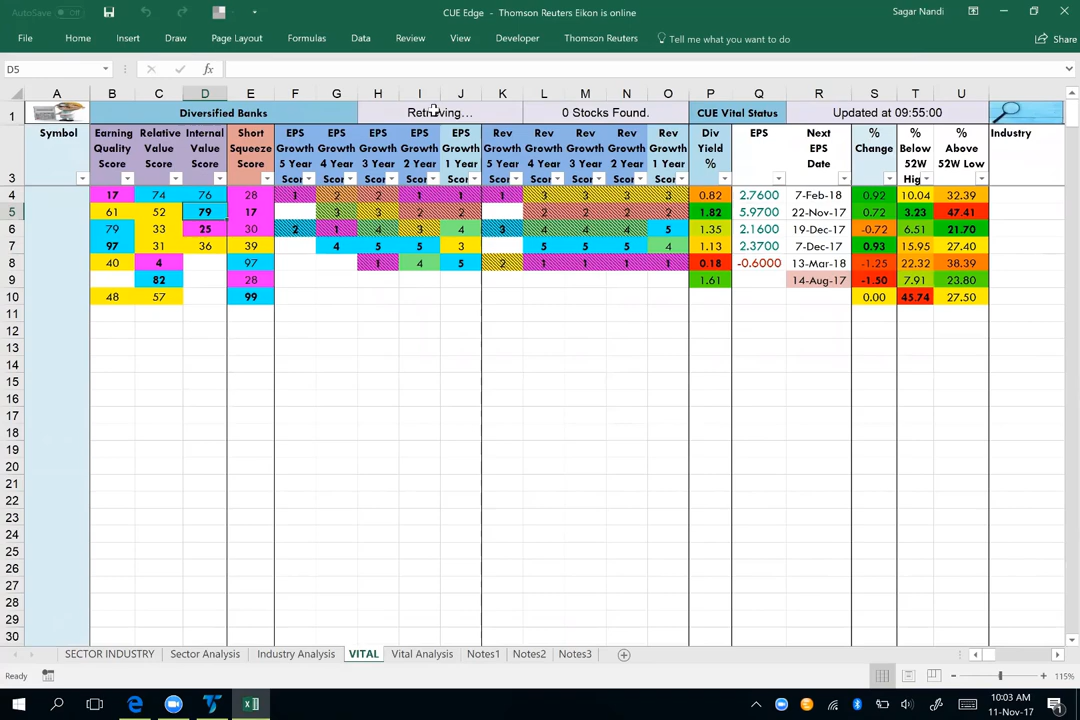 AutoSave Off
CUE Edge - Thomson Reuters Eikon is online
Sagar Nandi
File Home Insert Draw Page Layout Formulas Data Review View Developer Thomson Reuters Tell me what you want to do Share
D5 fx
A B C D E F G H I J K L M N O P Q R S T U
1 Diversified Banks Retrieving... 0 Stocks Found. CUE Vital Status Updated at 09:55:00
Symbol Earning Relative Internal Short EPS EPS EPS EPS EPS Rev Rev Rev Rev Rev Div EPS Next % % % Industry
Quality Value Value Squeeze Growth Growth Growth Growth Growth Growth Growth Growth Growth Growth Yield EPS Change Below Above
3 Score Score Score Score 5 Year 4 Year 3 Year 2 Year 1 Year 5 Year 4 Year 3 Year 2 Year 1 Year % Date 52W 52W Low
Scor Scor Scor Scor Scor Scor Scor Scor Scor Scor Hig
4 17 74 76 28 1 2 2 1 1 1 3 3 3 3 0.82 2.7600 7-Feb-18 0.92 10.04 32.39
5 61 52 79 17 3 3 2 2 2 2 2 2 1.82 5.9700 22-Nov-17 0.72 3.23 47.41
6 79 33 25 30 2 1 4 3 4 3 4 4 4 5 1.35 2.1600 19-Dec-17 -0.72 6.51 21.70
7 97 31 36 39 4 5 5 3 5 5 5 4 1.13 2.3700 7-Dec-17 0.93 15.95 27.40
8 40 4 97 1 4 5 2 1 1 1 1 0.18 -0.6000 13-Mar-18 -1.25 22.32 38.39
9 82 28 1.61 14-Aug-17 -1.50 7.91 23.80
10 48 57 99 0.00 45.74 27.50
11
12
13
14
15
16
17
18
19
20
21
22
23
24
25
26
27
28
29
30
SECTOR INDUSTRY Sector Analysis Industry Analysis VITAL Vital Analysis Notes1 Notes2 Notes3
Ready 115%
10:03 AM
11-Nov-17
1